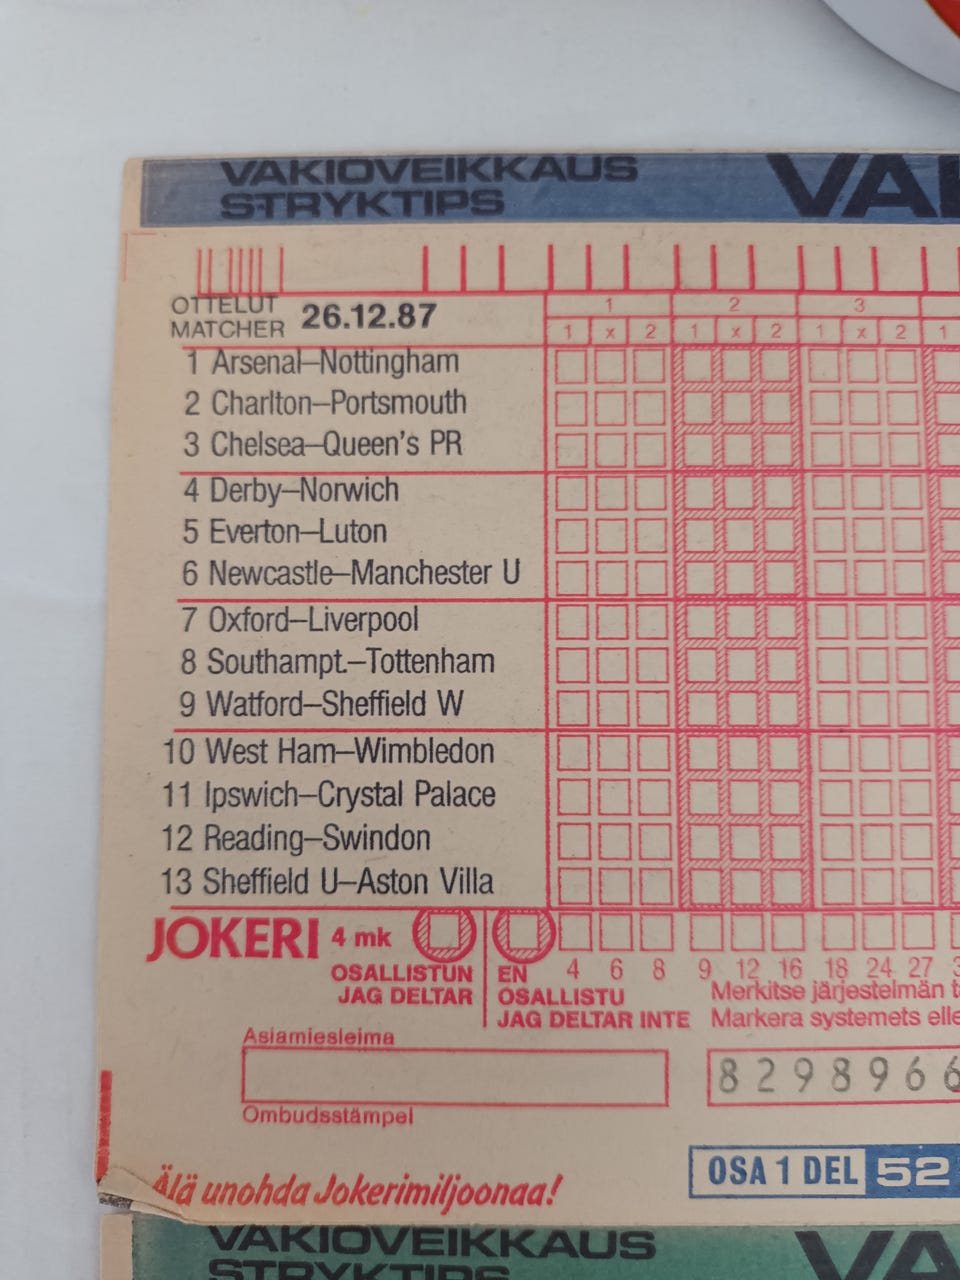 VAKIOVEIKKAUS
STRYKTIPS
OTTELUT
MATCHER 26.12.87
1 2 3
1 x 2 1 x 2 1 x 2 1
1 Arsenal–Nottingham
2 Charlton–Portsmouth
3 Chelsea–Queen's PR
4 Derby–Norwich
5 Everton–Luton
6 Newcastle–Manchester U
7 Oxford–Liverpool
8 Southampt.–Tottenham
9 Watford–Sheffield W
10 West Ham–Wimbledon
11 Ipswich–Crystal Palace
12 Reading–Swindon
13 Sheffield U–Aston Villa
JOKERI 4 mk
OSALLISTUN
JAG DELTAR
EN
OSALLISTU
JAG DELTAR INTE
4 6 8 9 12 16 18 24 27
Merkitse järjestelmän
Markera systemets
Asiamiesleima
Ombudsstämpel
8298966
Älä unohda Jokerimiljoonaa!
OSA 1 DEL 52
VAKIOVEIKKAUS
STRYKTIPS